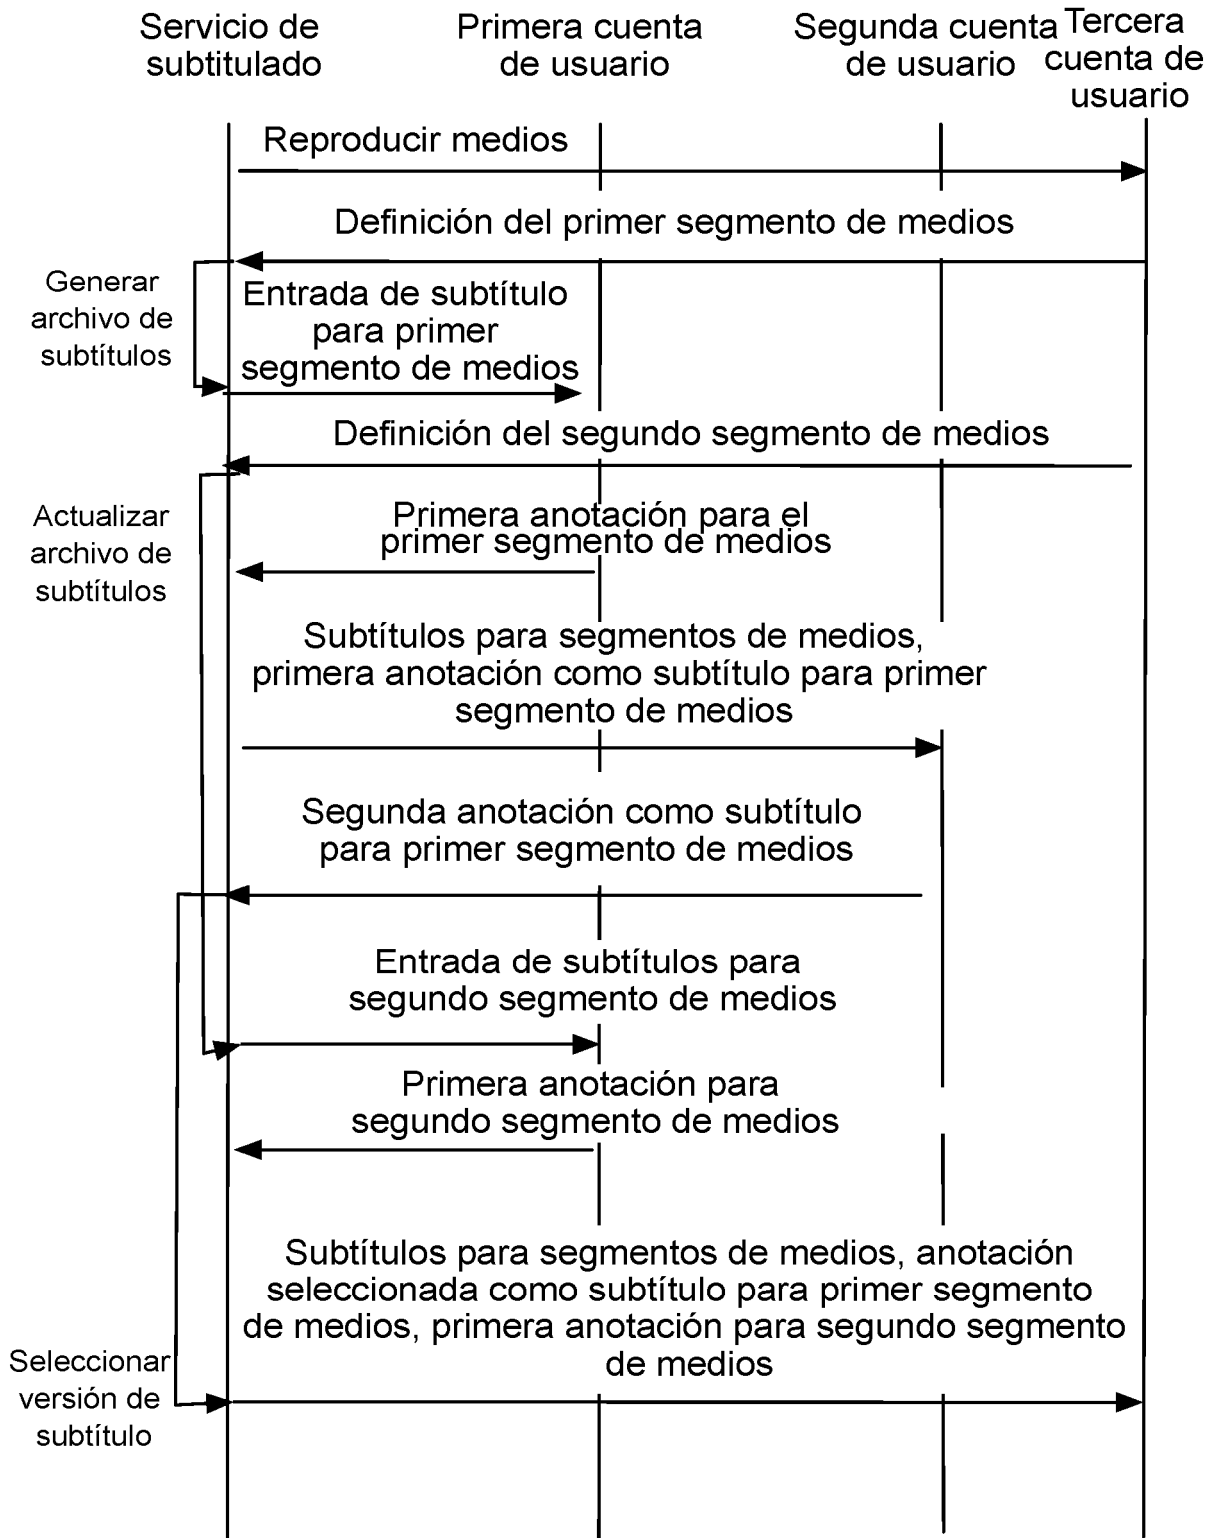 Servicio de
subtitulado
Primera cuenta
de usuario
Segunda cuenta
de usuario
Tercera
cuenta de
usuario
Reproducir medios
Definición del primer segmento de medios
Generar
archivo de
subtítulos
Entrada de subtítulo
para primer
segmento de medios
Definición del segundo segmento de medios
Actualizar
archivo de
subtítulos
Primera anotación para el
primer segmento de medios
Subtítulos para segmentos de medios,
primera anotación como subtítulo para primer
segmento de medios
Segunda anotación como subtítulo
para primer segmento de medios
Entrada de subtítulos para
segundo segmento de medios
Primera anotación para
segundo segmento de medios
Subtítulos para segmentos de medios, anotación
seleccionada como subtítulo para primer segmento
de medios, primera anotación para segundo segmento
de medios
Seleccionar
versión de
subtítulo